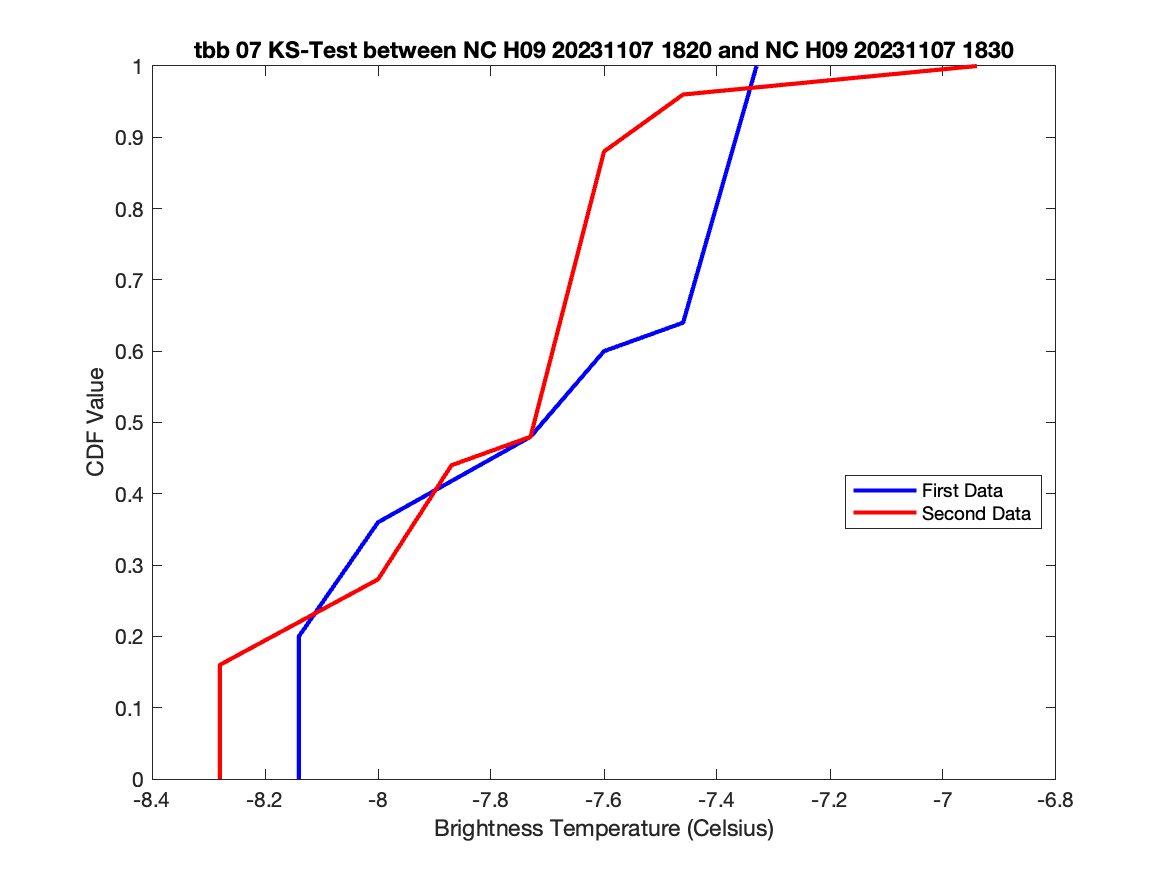 tbb 07 KS-Test between NC H09 20231107 1820 and NC H09 20231107 1830
1
0.9
0.8
0.7
0.6
0.5
0.4
0.3
0.2
0.1
0
CDF Value
First Data
Second Data
-8.4 -8.2 -8 -7.8 -7.6 -7.4 -7.2 -7 -6.8
Brightness Temperature (Celsius)